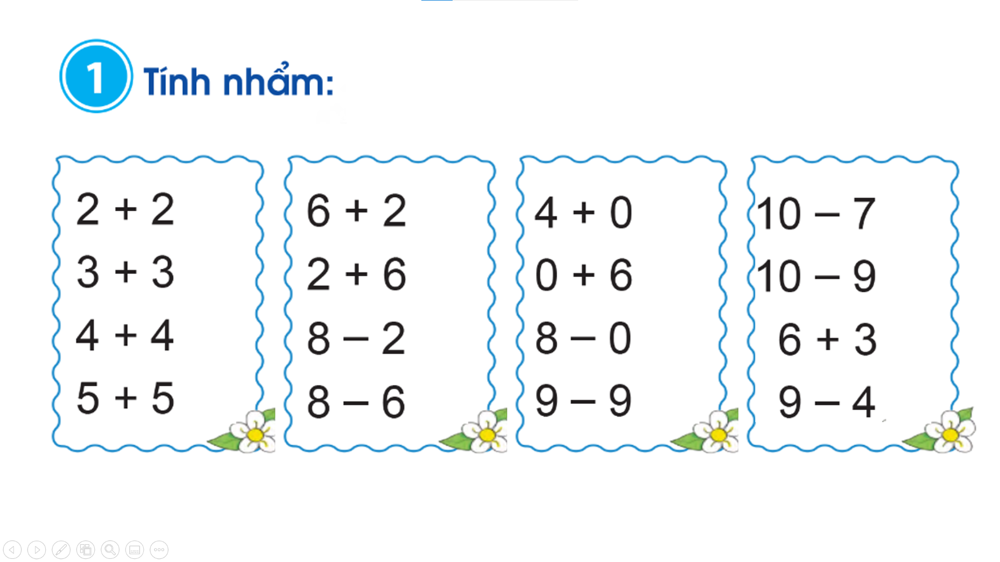 1 Tính nhẩm:
2 + 2
3 + 3
4 + 4
5 + 5
6 + 2
2 + 6
8 – 2
8 – 6
4 + 0
0 + 6
8 – 0
9 – 9
10 – 7
10 – 9
6 + 3
9 – 4